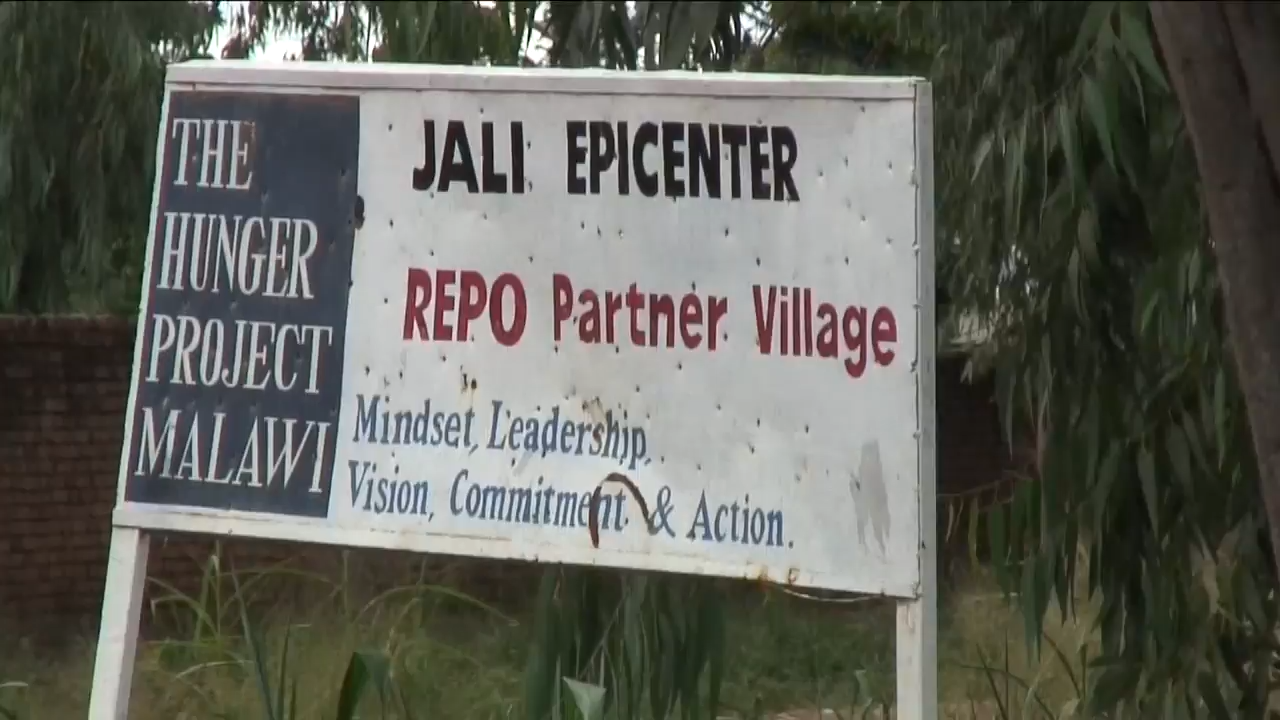 THE
HUNGER
PROJECT
MALAWI
JALI EPICENTER
REPO Partner Village
Mindset, Leadership,
Vision, Commitment & Action.